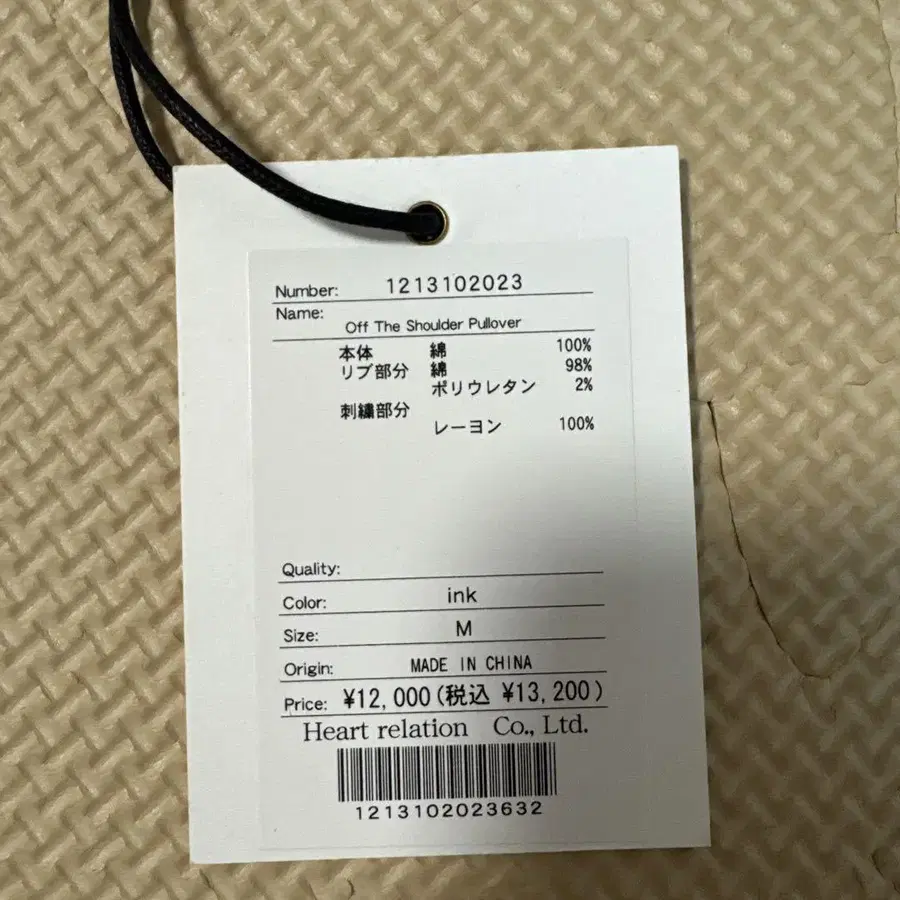 Number: 1213102023
Name: Off The Shoulder Pullover
本体 綿 100%
リブ部分 綿 98%
ポリウレタン 2%
刺繍部分
レーヨン 100%
Quality:
Color: ink
Size: M
Origin: MADE IN CHINA
Price: ¥12,000(税込 ¥13,200)
Heart relation Co., Ltd.
1213102023632